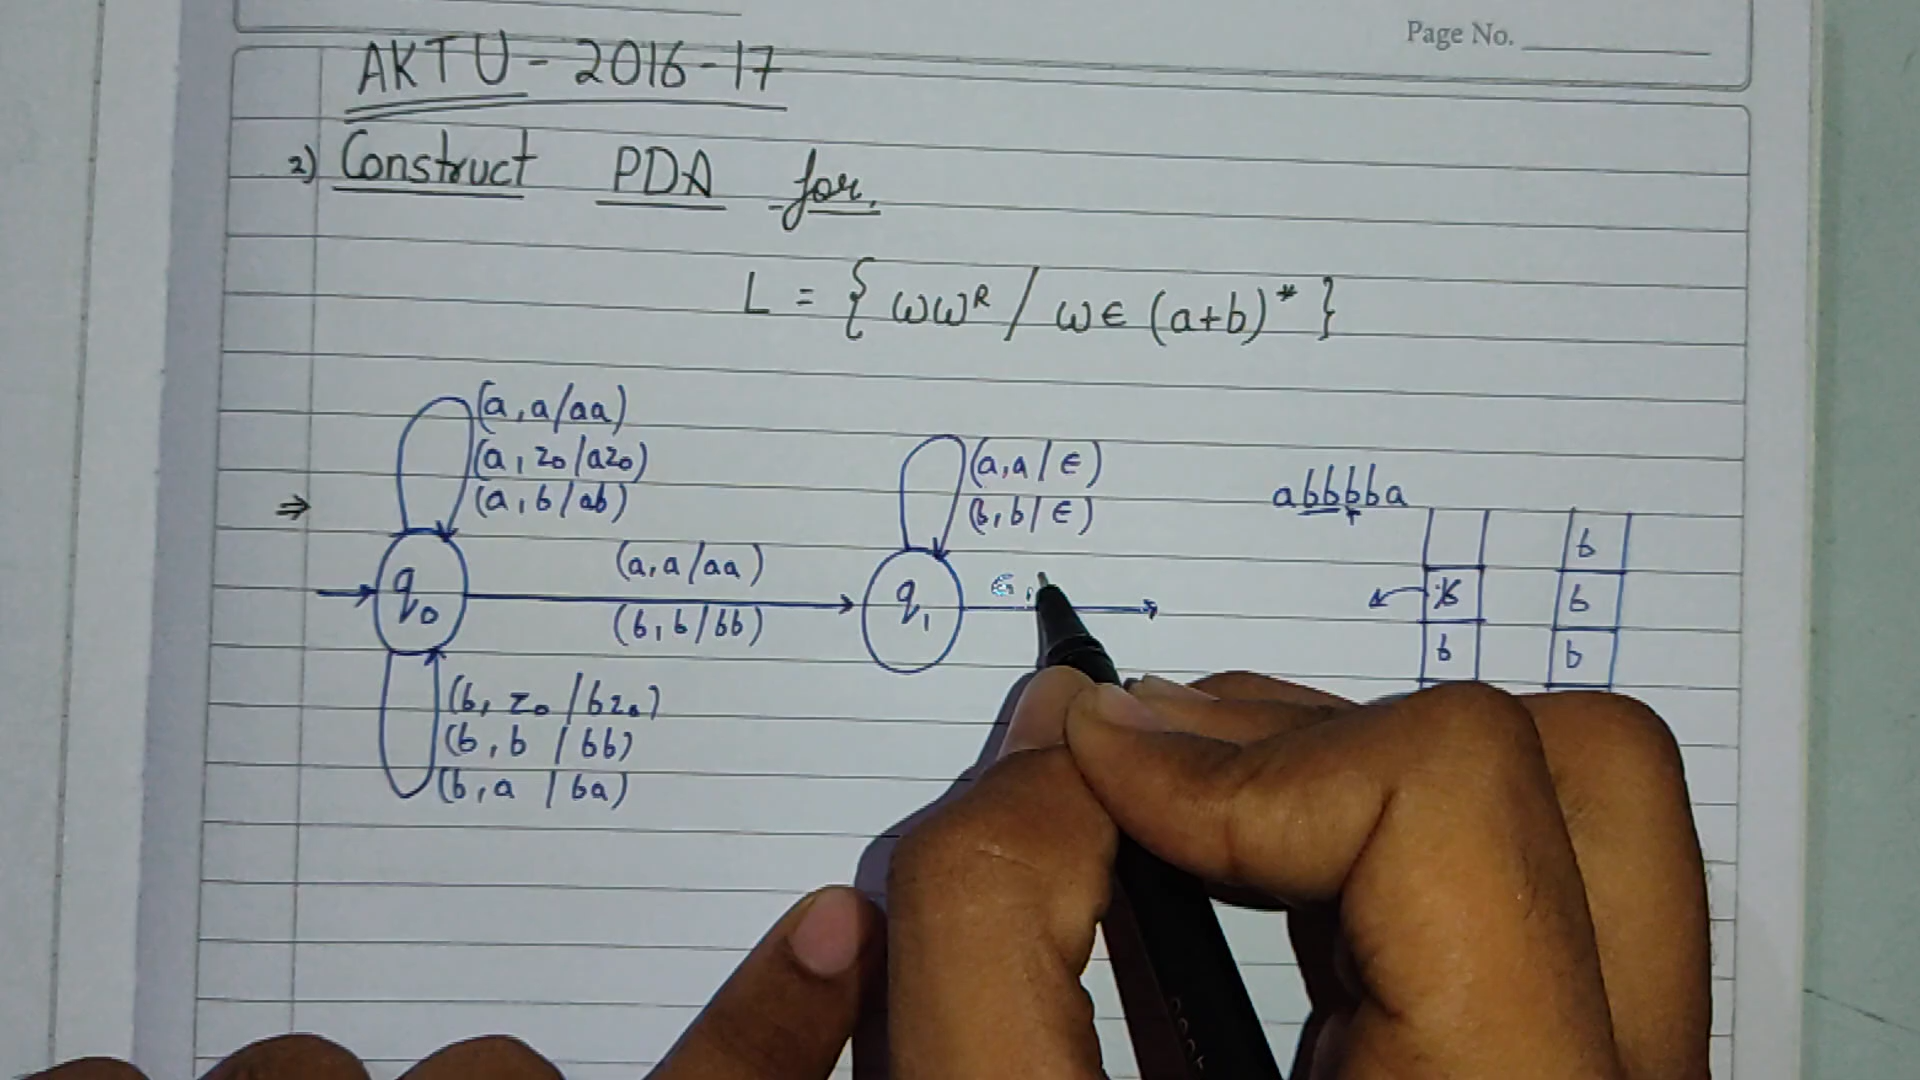 Page No.
AKTU - 2016-17
2) Construct PDA for.
L = { ωω^R / ω∈ (a+b)* }
(a, a/aa)
(a, z₀/az₀)
(a, b/ab)
⇒
q₀
(a, a/aa)
(b, b/bb)
(b, z₀/bz₀)
(b, b/bb)
(b, a/ba)
(a, a/∈)
(b, b/∈)
q₁
∈,
abbbba
b
b
b
b
b